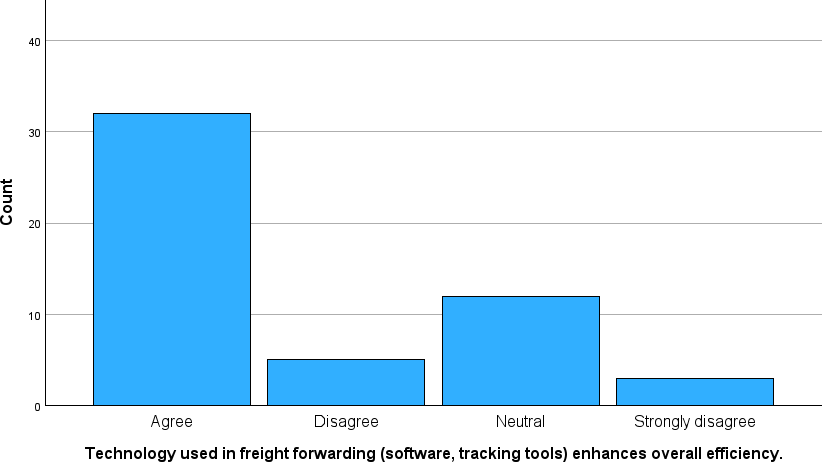 40
30
20
10
0
Count
Agree Disagree Neutral Strongly disagree
Technology used in freight forwarding (software, tracking tools) enhances overall efficiency.